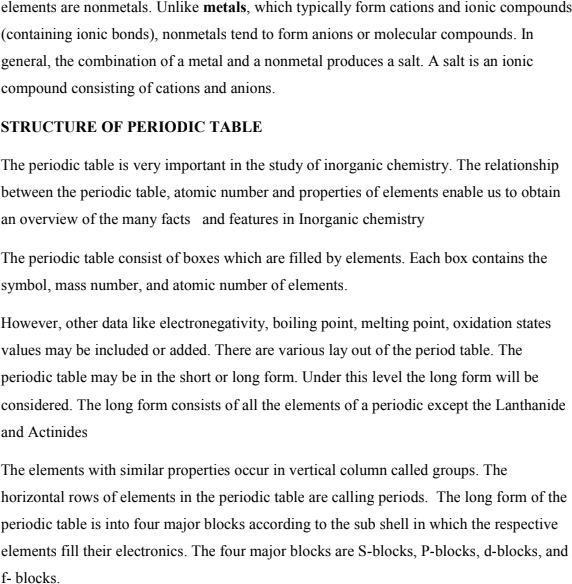 elements are nonmetals. Unlike metals, which typically form cations and ionic compounds
(containing ionic bonds), nonmetals tend to form anions or molecular compounds. In
general, the combination of a metal and a nonmetal produces a salt. A salt is an ionic
compound consisting of cations and anions.
STRUCTURE OF PERIODIC TABLE
The periodic table is very important in the study of inorganic chemistry. The relationship
between the periodic table, atomic number and properties of elements enable us to obtain
an overview of the many facts   and features in Inorganic chemistry
The periodic table consist of boxes which are filled by elements. Each box contains the
symbol, mass number, and atomic number of elements.
However, other data like electronegativity, boiling point, melting point, oxidation states
values may be included or added. There are various lay out of the period table. The
periodic table may be in the short or long form. Under this level the long form will be
considered. The long form consists of all the elements of a periodic except the Lanthanide
and Actinides
The elements with similar properties occur in vertical column called groups. The
horizontal rows of elements in the periodic table are calling periods.  The long form of the
periodic table is into four major blocks according to the sub shell in which the respective
elements fill their electronics. The four major blocks are S-blocks, P-blocks, d-blocks, and
f- blocks.